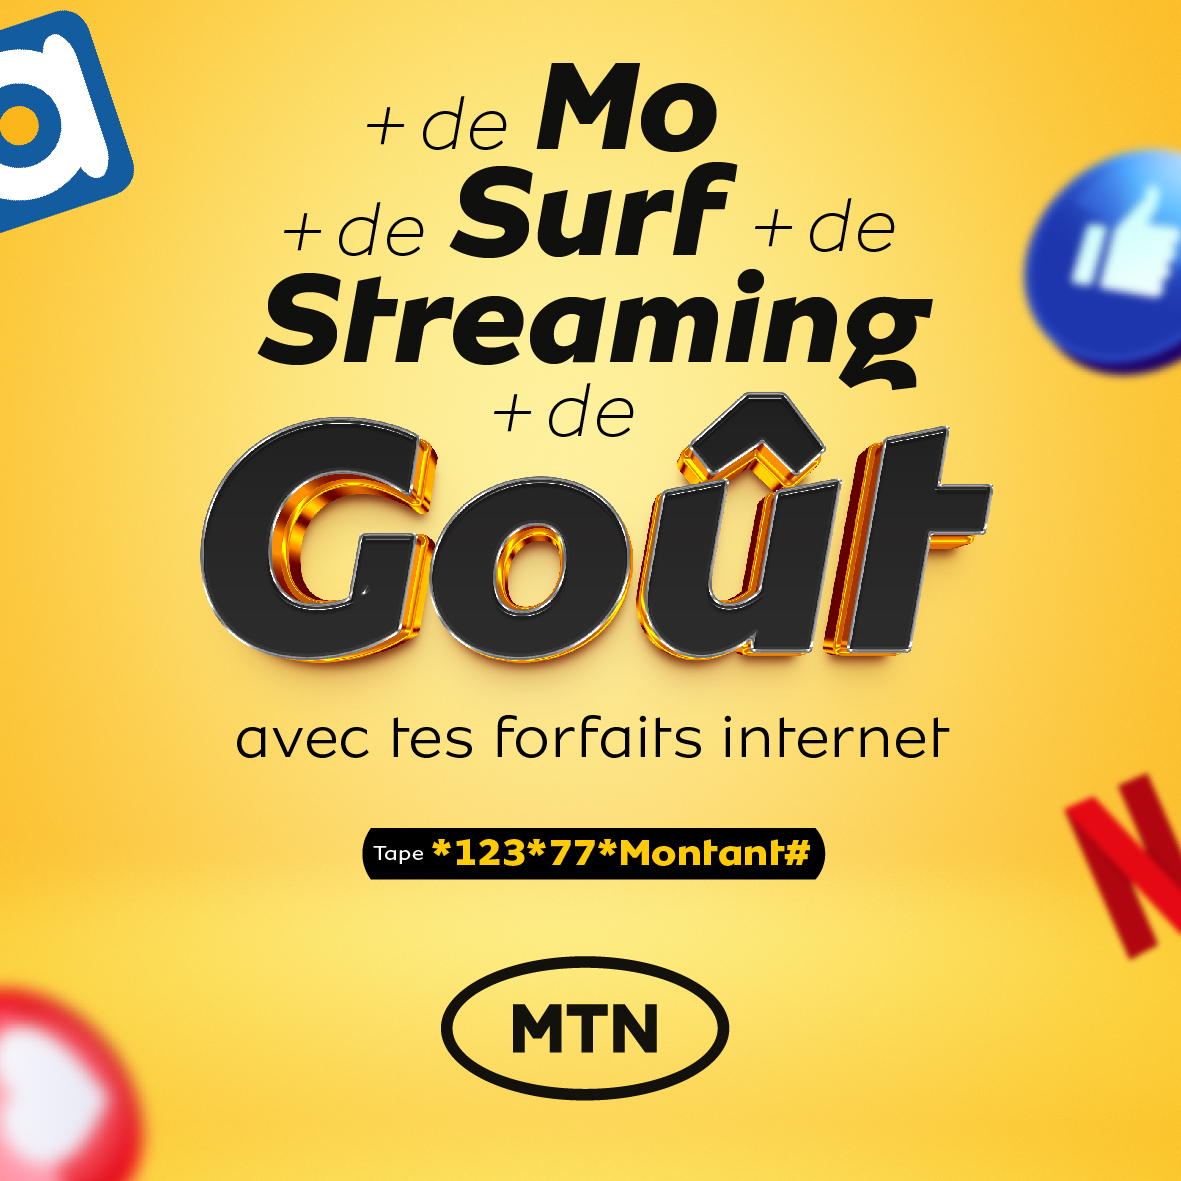 + de Mo
+ de Surf + de
Streaming
+ de
Goût
avec tes forfaits internet
Tape *123*77*Montant#
MTN